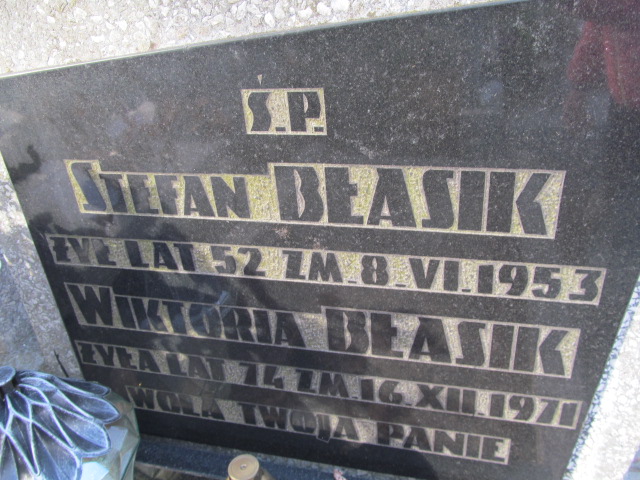 Ś.P.
STEFAN BŁASIK
ŻYŁ LAT 52 ZM. 8. VI. 1953
WIKTORIA BŁASIK
ŻYŁA LAT 74 ZM. 16. XII. 1971
WOLA TWOJA PANIE